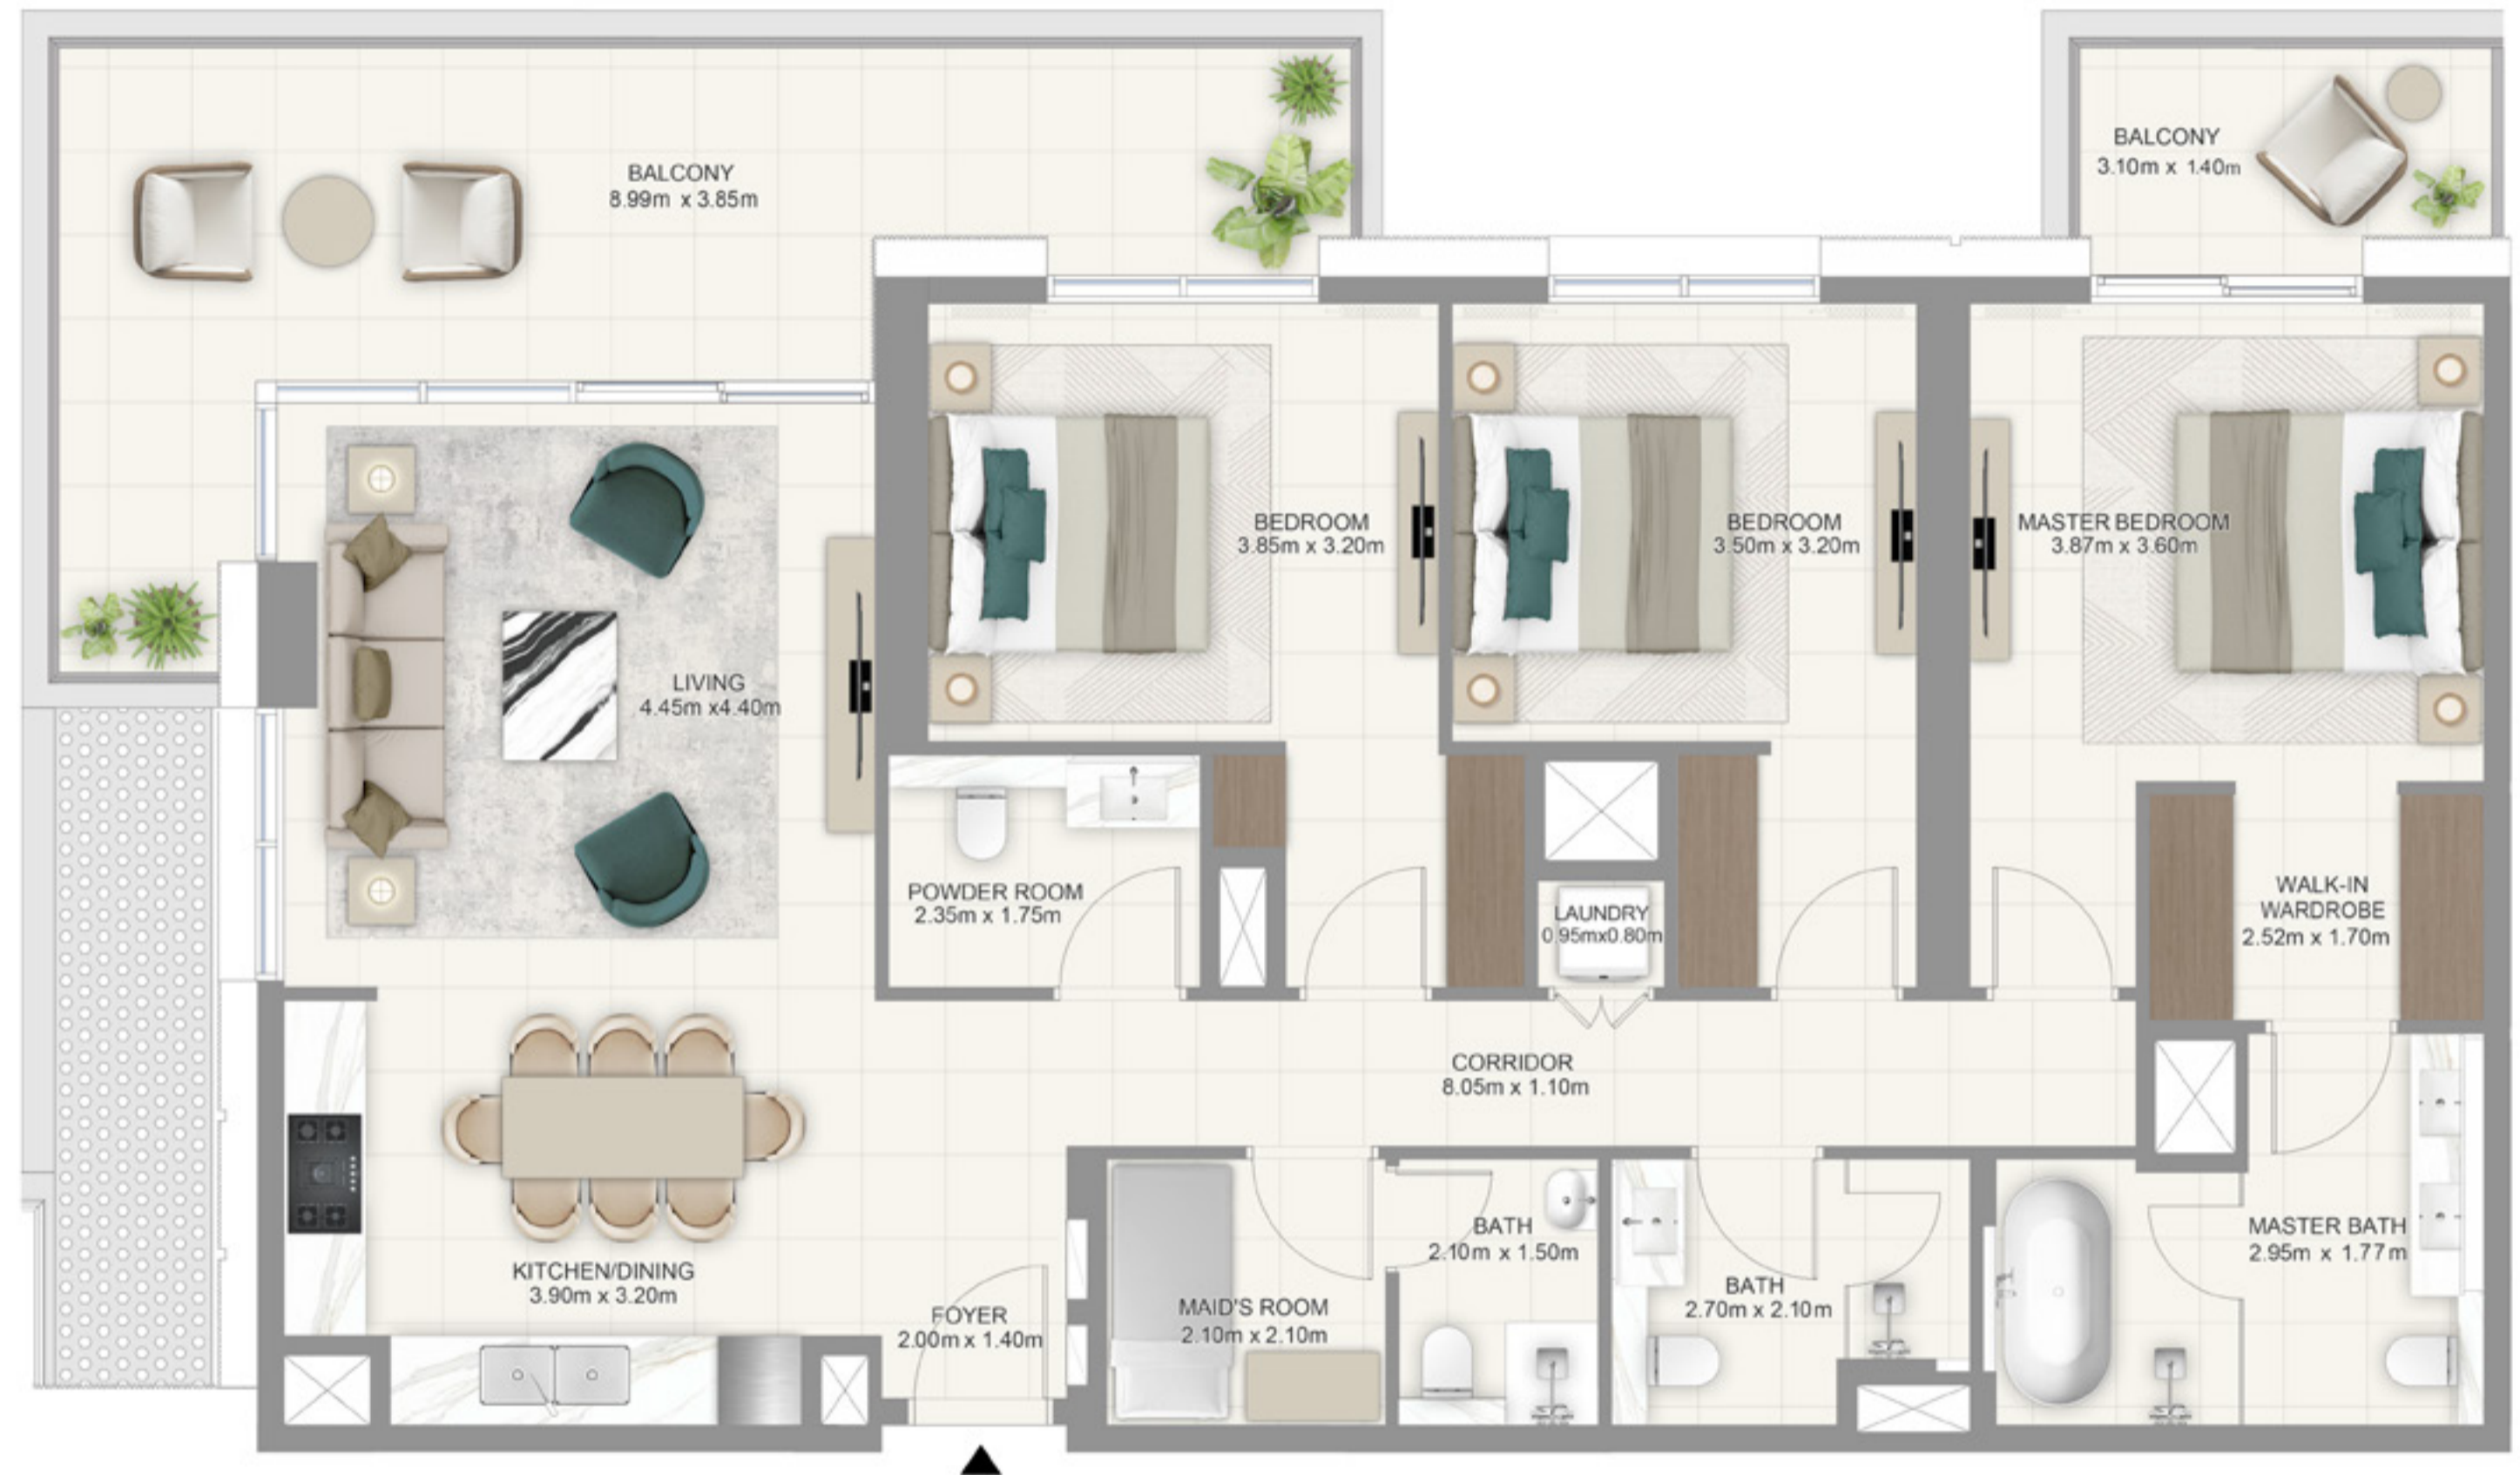 BALCONY
8.99m x 3.85m
BALCONY
3.10m x 1.40m
BEDROOM
3.85m x 3.20m
BEDROOM
3.50m x 3.20m
MASTER BEDROOM
3.87m x 3.60m
LIVING
4.45m x4.40m
POWDER ROOM
2.35m x 1.75m
LAUNDRY
0.95mx0.80m
WALK-IN
WARDROBE
2.52m x 1.70m
CORRIDOR
8.05m x 1.10m
KITCHEN/DINING
3.90m x 3.20m
FOYER
2.00m x 1.40m
MAID'S ROOM
2.10m x 2.10m
BATH
2.10m x 1.50m
BATH
2.70m x 2.10m
MASTER BATH
2.95m x 1.77m